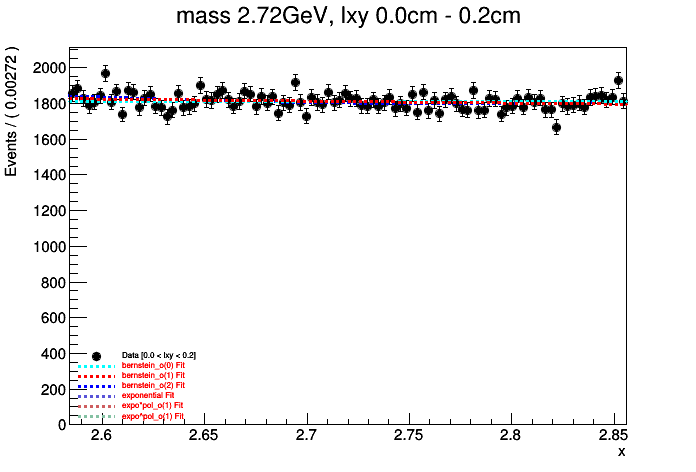 mass 2.72GeV, lxy 0.0cm - 0.2cm
Events / ( 0.00272 )
2000
1800
1600
1400
1200
1000
800
600
400
200
0
Data [0.0 < lxy < 0.2]
bernstein_o(0) Fit
bernstein_o(1) Fit
bernstein_o(2) Fit
exponential Fit
expo*pol_o(1) Fit
expo*pol_o(1) Fit
2.6
2.65
2.7
2.75
2.8
2.85
x